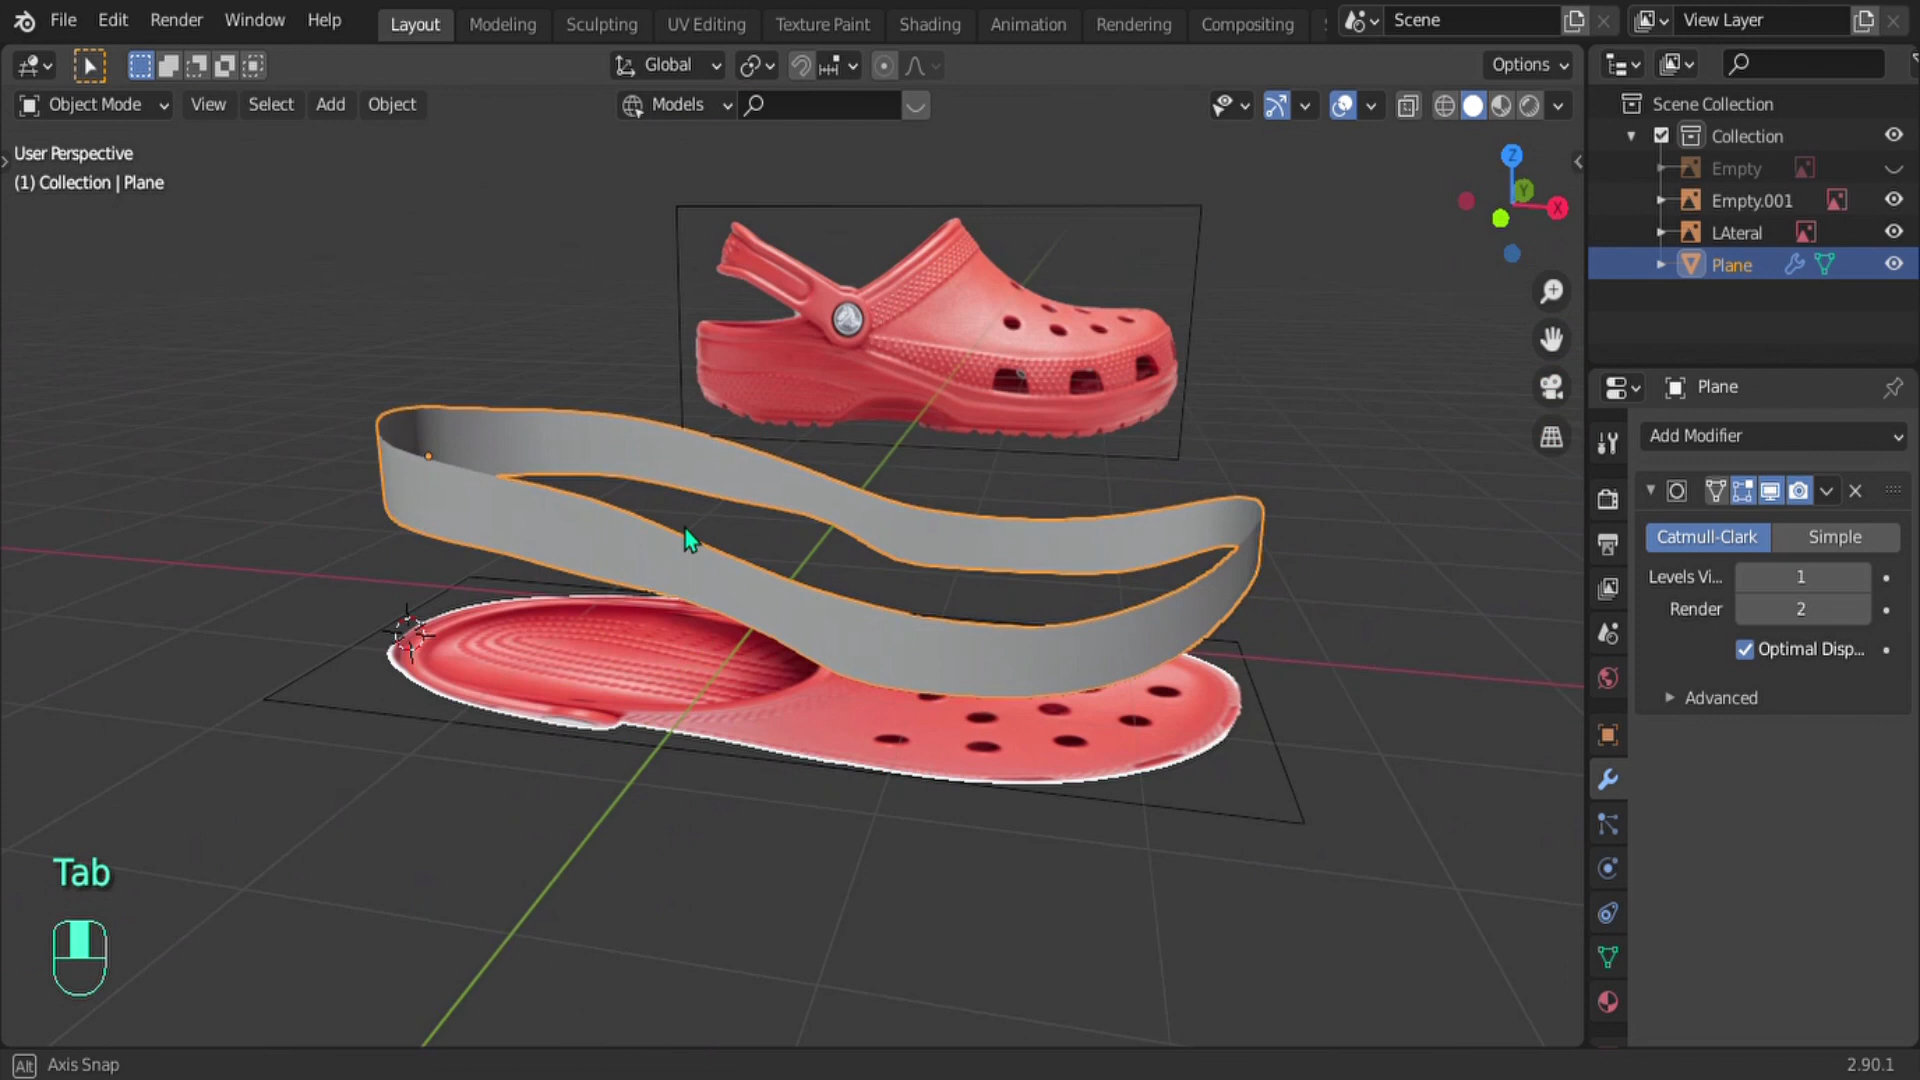 File Edit Render Window Help
Layout Modeling Sculpting UV Editing Texture Paint Shading Animation Rendering Compositing
Scene
View Layer
Global
Options
Object Mode View Select Add Object
Models
Scene Collection
User Perspective
(1) Collection | Plane
Collection
Empty
Empty.001
LAteral
Plane
Z
Y
X
Plane
Add Modifier
Catmull-Clark Simple
Levels Vi... 1
Render 2
Optimal Disp...
Advanced
Tab
Alt Axis Snap
2.90.1